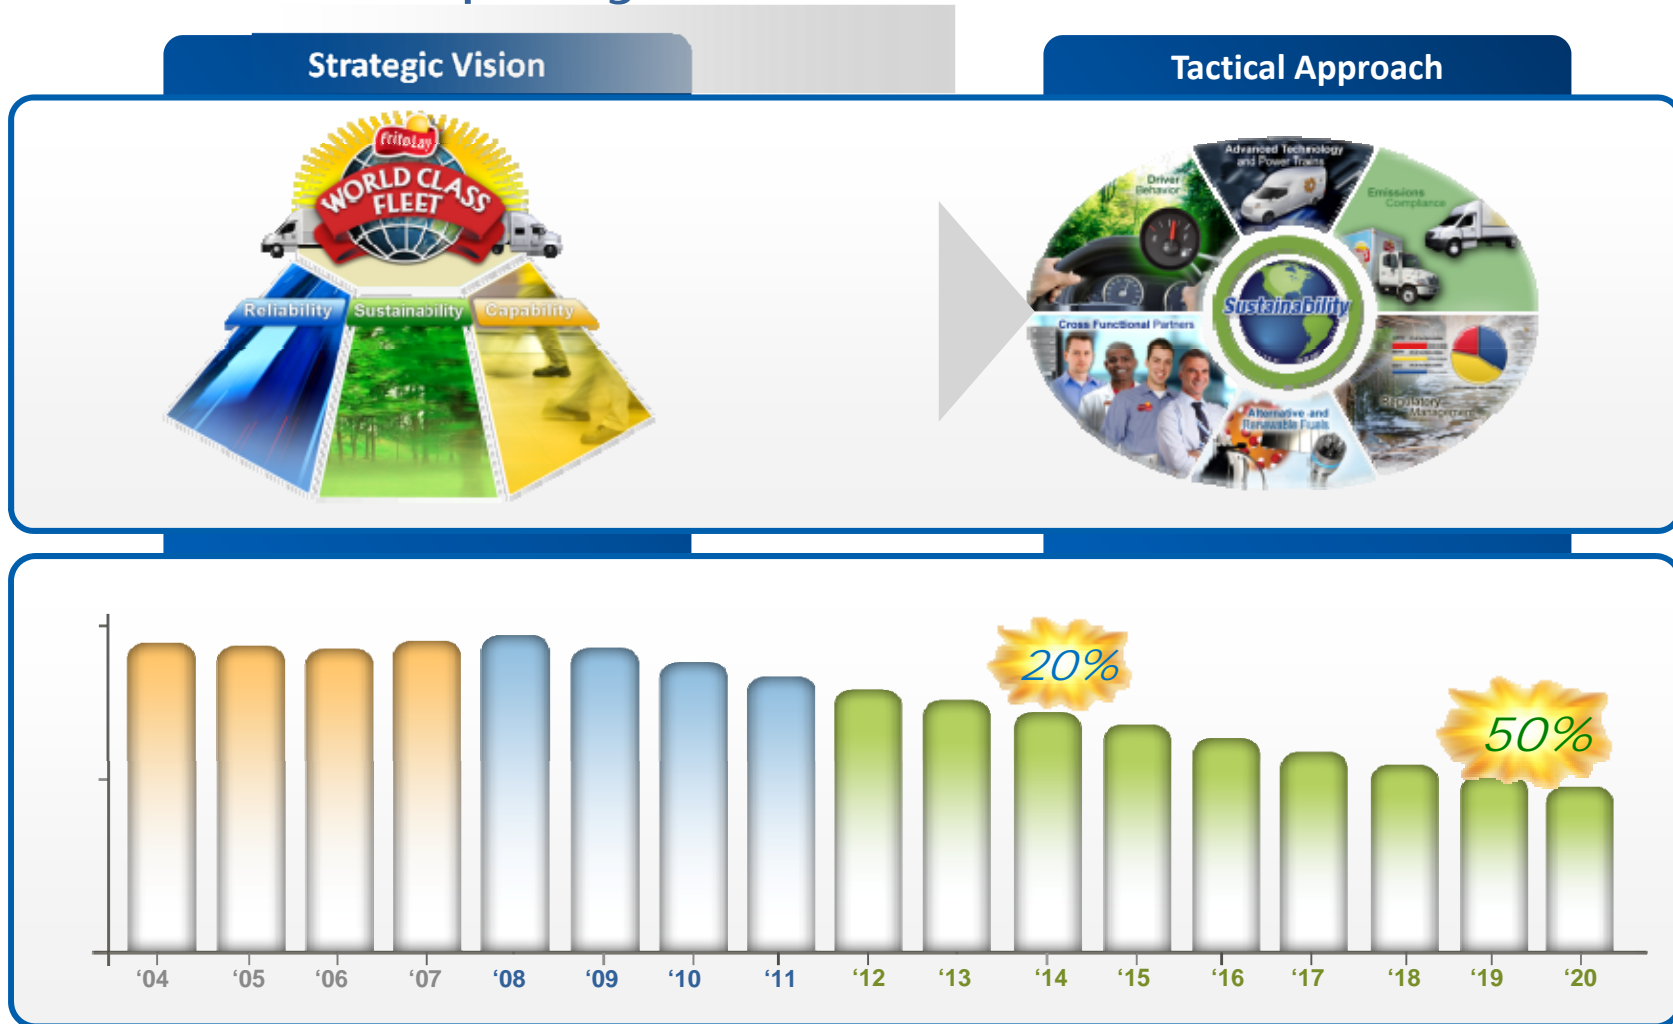 Strategic Vision
Tactical Approach
Frito Lay
WORLD CLASS
FLEET
Reliability
Sustainability
Capability
Advanced Technology
and Power Trains
Driver
Behavior
Emissions
Compliance
Sustainability
Cross Functional Partners
Regulatory
Management
Alternative and
Renewable Fuels
20%
50%
‘04 ‘05 ‘06 ‘07 ‘08 ‘09 ‘10 ‘11 ‘12 ‘13 ‘14 ‘15 ‘16 ‘17 ‘18 ‘19 ‘20